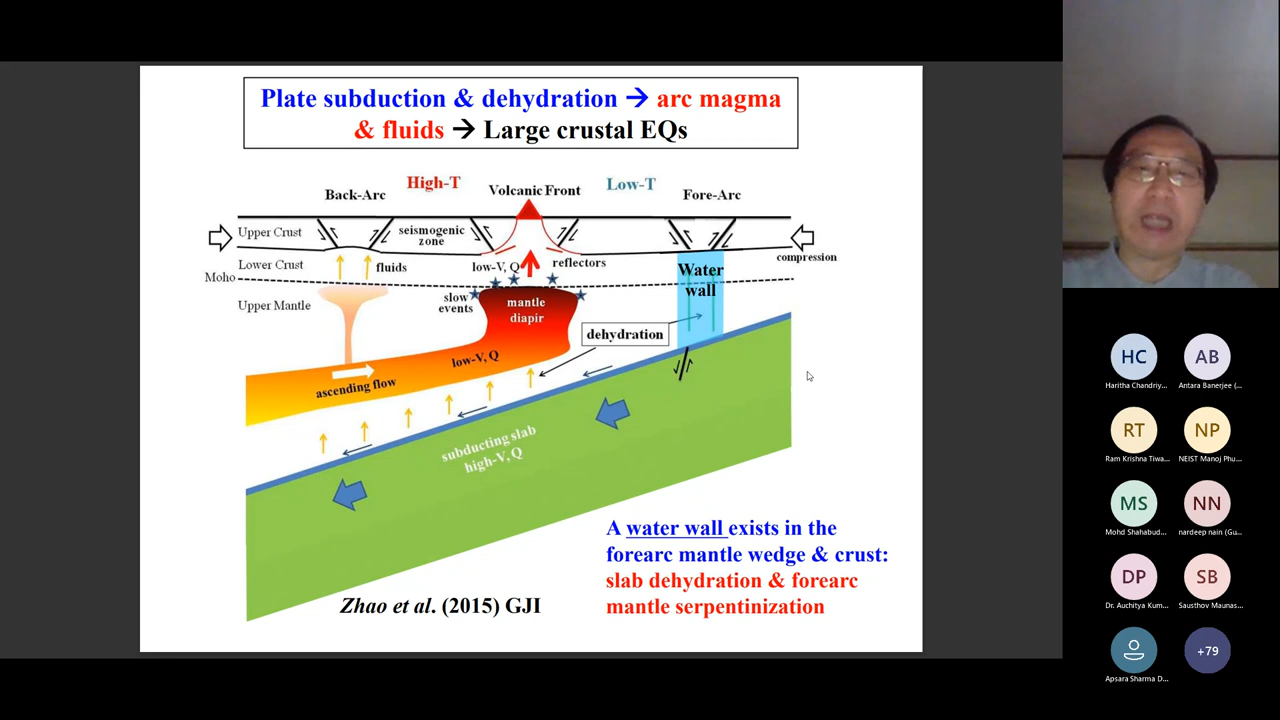 Plate subduction & dehydration → arc magma
& fluids → Large crustal EQs
Back-Arc
High-T
Volcanic Front
Low-T
Fore-Arc
Upper Crust
seismogenic
zone
compression
Lower Crust
fluids
low-V, Q
reflectors
Water
wall
Moho
Upper Mantle
slow
events
mantle
diapir
dehydration
low-V, Q
ascending flow
subducting slab
high-V, Q
A water wall exists in the
forearc mantle wedge & crust:
slab dehydration & forearc
mantle serpentinization
Zhao et al. (2015) GJI
HC
AB
Haritha Chandriy...
Antara Banerjee (...
RT
NP
Ram Krishna Tiwa...
NEIST Manoj Phu...
MS
NN
Mohd Shahabud...
nardeep nain (Gu...
DP
SB
Dr. Auchitya Kum...
Sausthov Maunas...
+79
Apsara Sharma D...